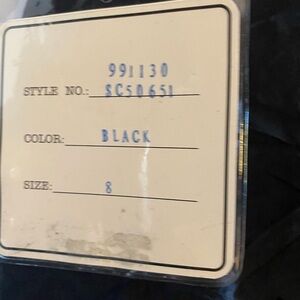 991130
STYLE NO.: SC50651
COLOR: BLACK
SIZE: 8